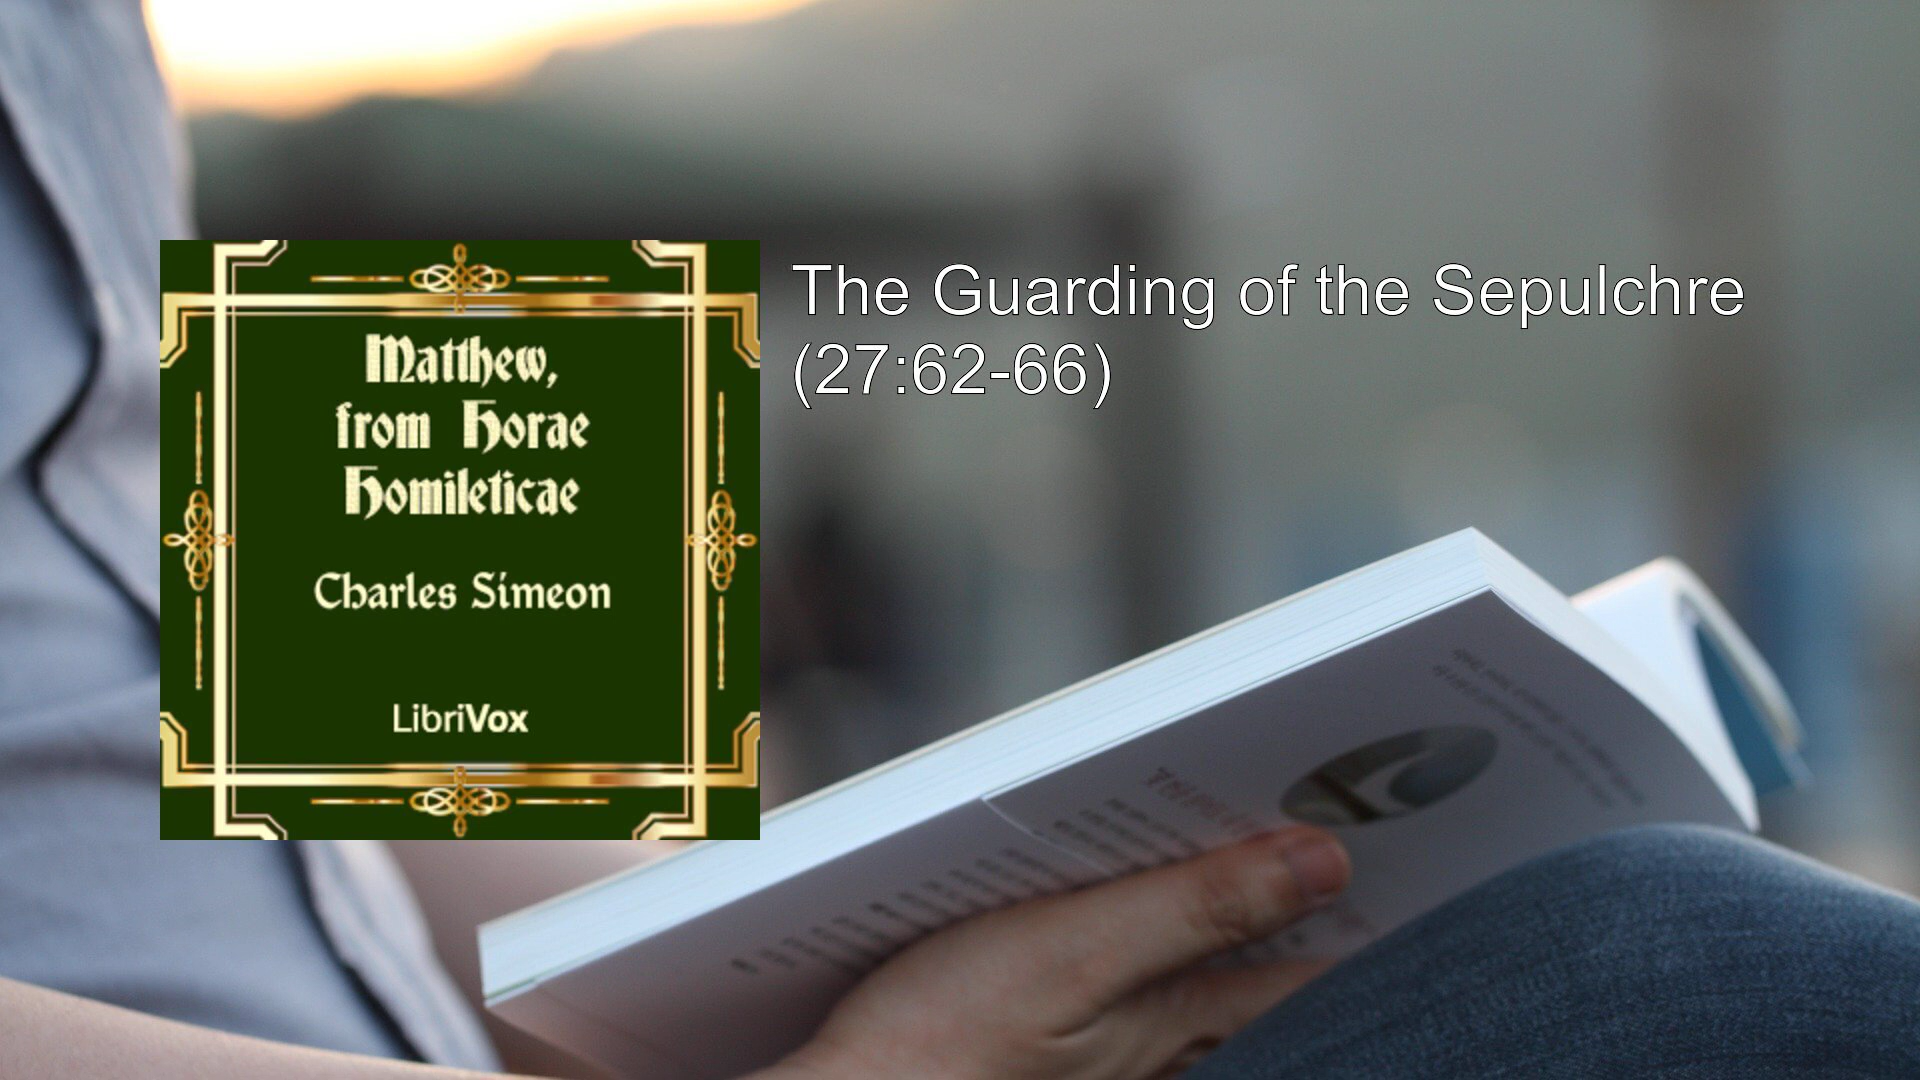 The Guarding of the Sepulchre
(27:62-66)
Matthew,
from Horae
Homileticae
Charles Simeon
LibriVox